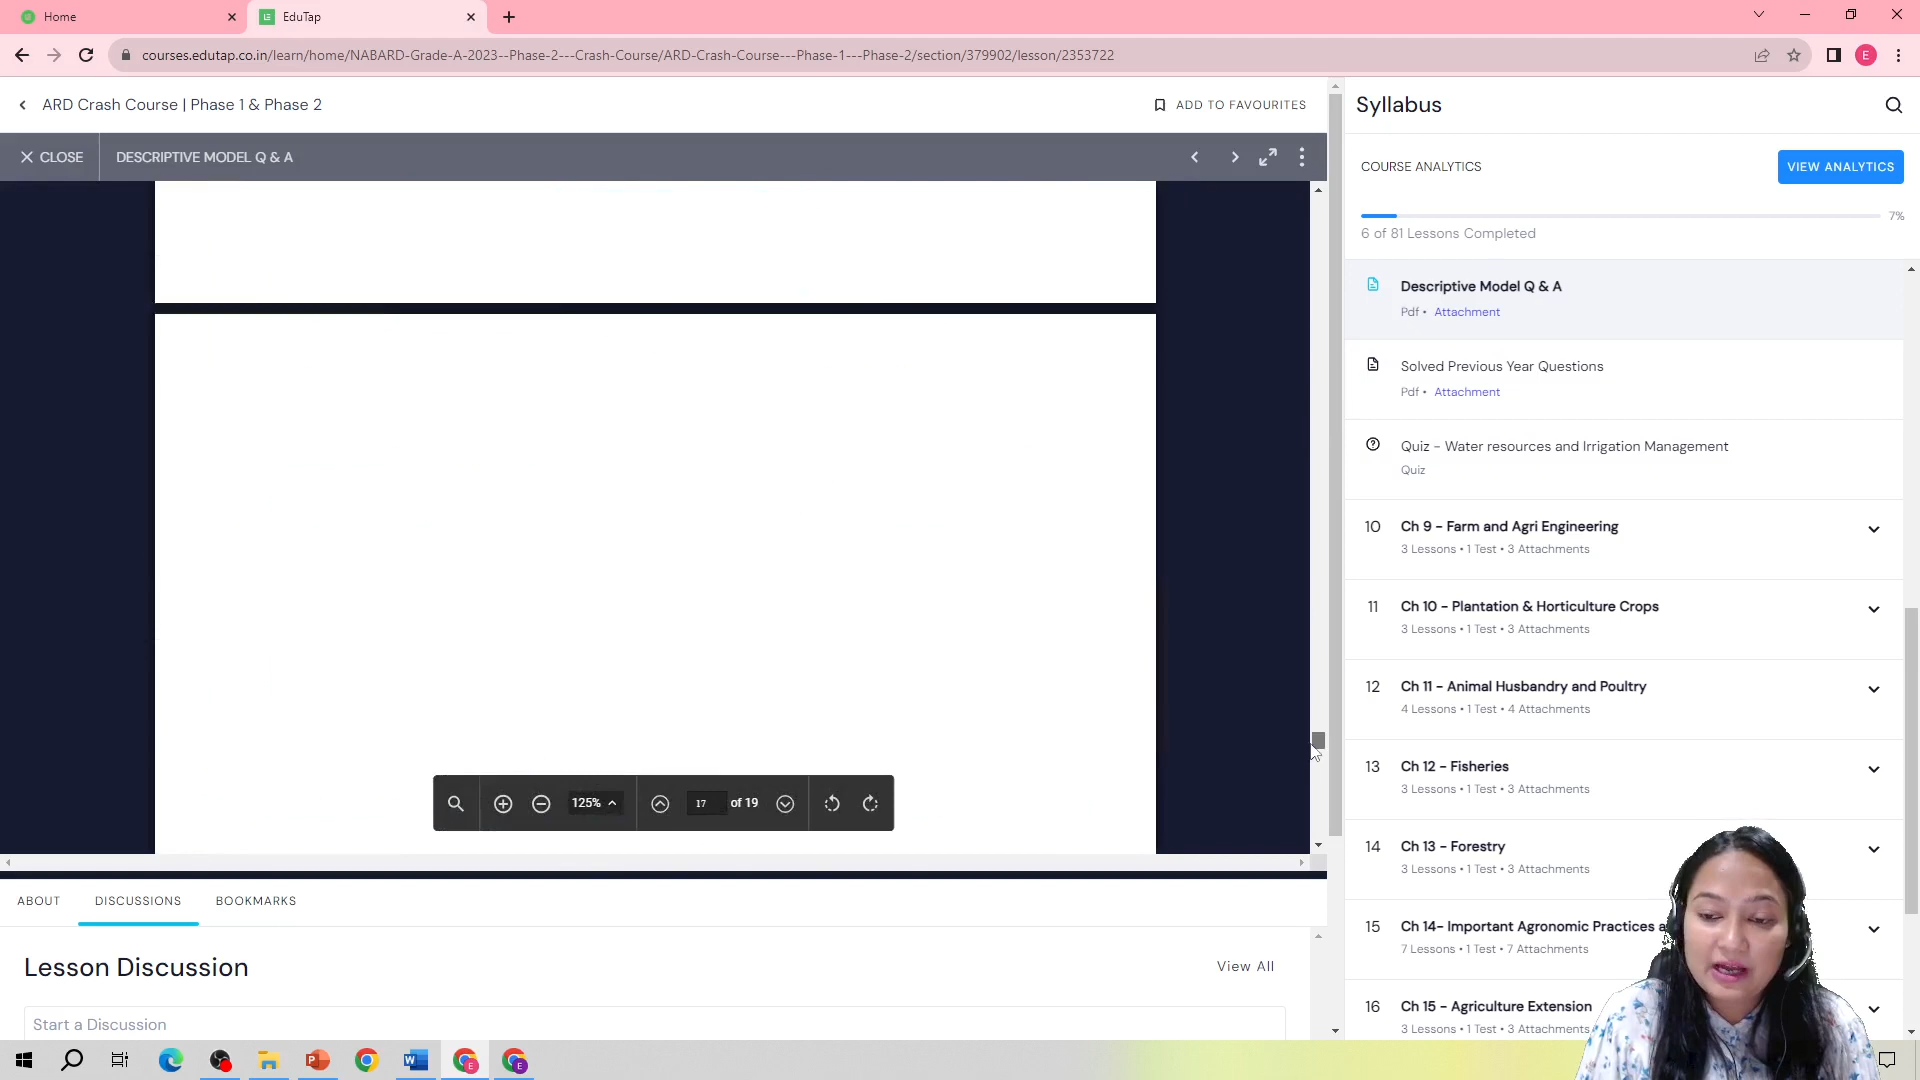 Home
EduTap
courses.edutap.co.in/learn/home/NABARD-Grade-A-2023--Phase-2---Crash-Course/ARD-Crash-Course---Phase-1---Phase-2/section/379902/lesson/2353722
E
ARD Crash Course | Phase 1 & Phase 2
ADD TO FAVOURITES
CLOSE
DESCRIPTIVE MODEL Q & A
125%
17 of 19
ABOUT
DISCUSSIONS
BOOKMARKS
Lesson Discussion
View All
Start a Discussion
Syllabus
COURSE ANALYTICS
VIEW ANALYTICS
7%
6 of 81 Lessons Completed
Descriptive Model Q & A
Pdf • Attachment
Solved Previous Year Questions
Pdf • Attachment
Quiz - Water resources and Irrigation Management
Quiz
10 Ch 9 - Farm and Agri Engineering
3 Lessons • 1 Test • 3 Attachments
11 Ch 10 - Plantation & Horticulture Crops
3 Lessons • 1 Test • 3 Attachments
12 Ch 11 - Animal Husbandry and Poultry
4 Lessons • 1 Test • 4 Attachments
13 Ch 12 - Fisheries
3 Lessons • 1 Test • 3 Attachments
14 Ch 13 - Forestry
3 Lessons • 1 Test • 3 Attachments
15 Ch 14- Important Agronomic Practices a
7 Lessons • 1 Test • 7 Attachments
16 Ch 15 - Agriculture Extension
3 Lessons • 1 Test • 3 Attachments